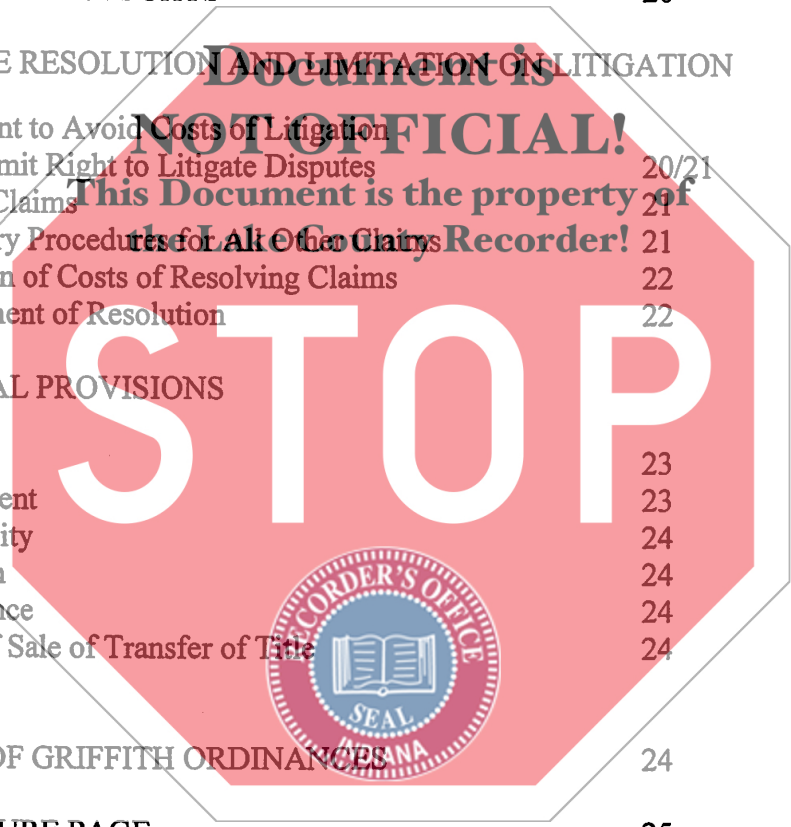 E RESOLUTION AND LIMITATION ON LITIGATION
Document is
nt to Avoid Costs of Litigation
NOT OFFICIAL!
mit Right to Litigate Disputes 20/21
Claims 21
This Document is the property of
ry Procedures for All Other Claims 21
the Lake County Recorder!
n of Costs of Resolving Claims 22
ent of Resolution 22
STOP
AL PROVISIONS
23
ent 23
ity 24
n 24
nce 24
f Sale of Transfer of Title 24
RECORDER'S OFFICE
SEAL
INDIANA
OF GRIFFITH ORDINANCES 24